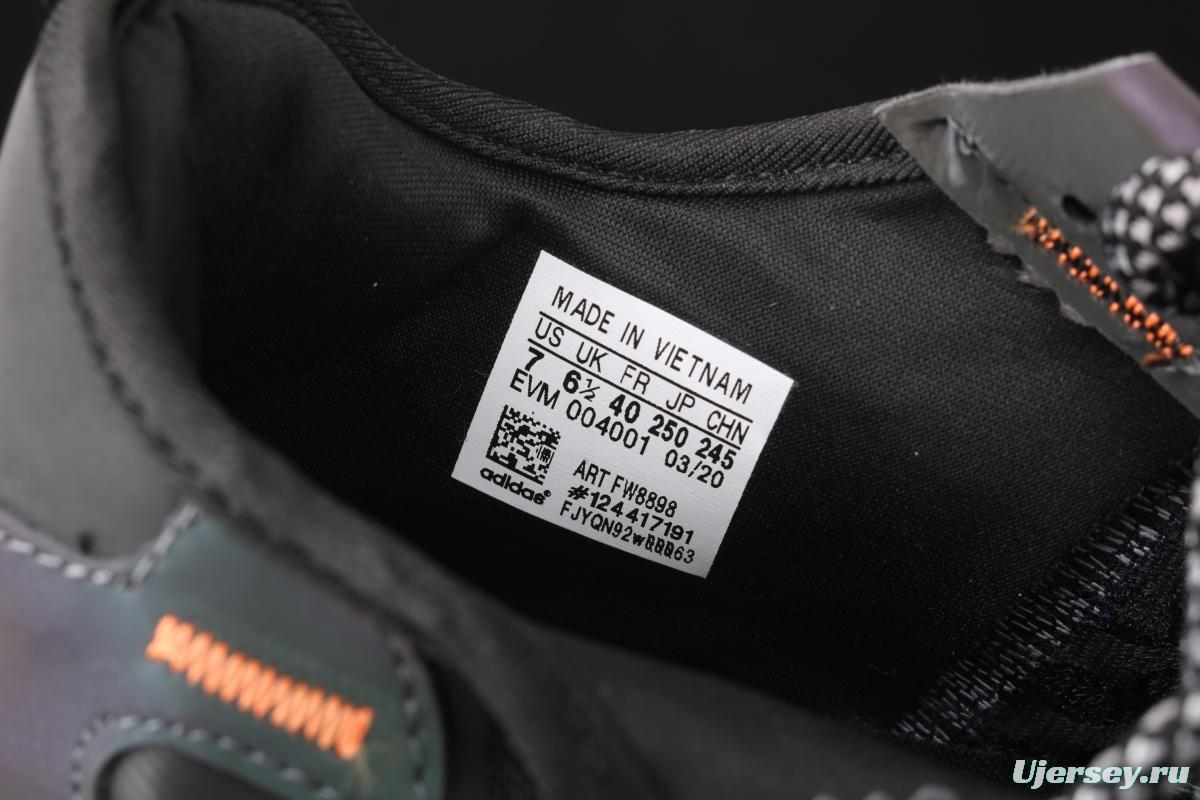 MADE IN VIETNAM
US UK FR JP CHN
7 6½ 40 250 245
EVM 004001 03/20
adidas®
ART FW8898
#124417191
Ujersey.ru